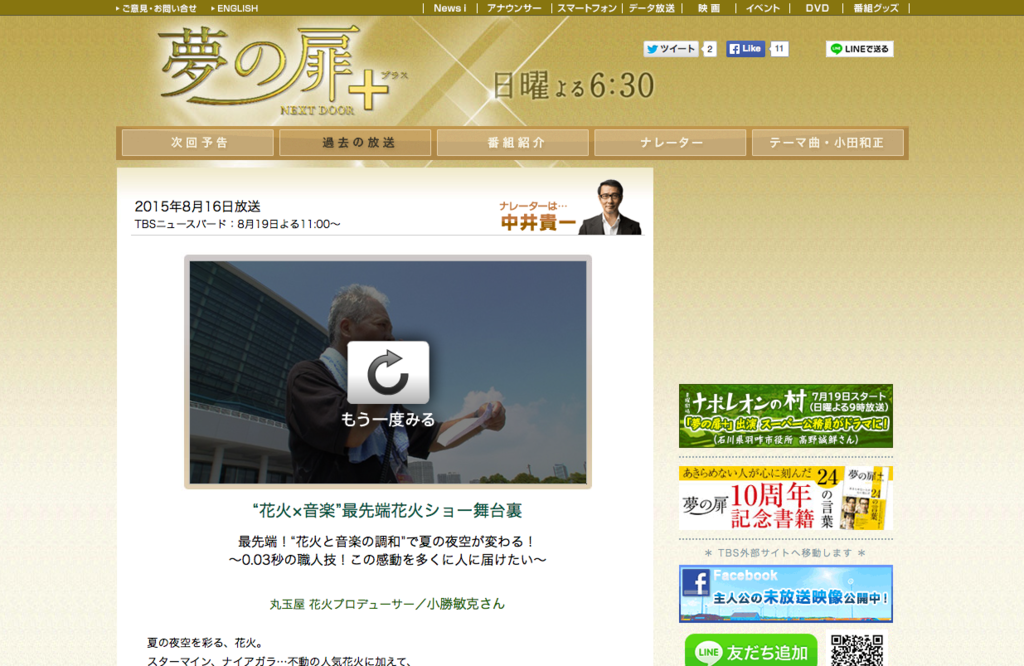 ご意見・お問い合せ ENGLISH News i アナウンサー スマートフォン データ放送 映画 イベント DVD 番組グッズ
夢の扉+
プラス
NEXT DOOR
日曜よる6:30
ツイート 2 Like 11 LINEで送る
次回予告 過去の放送 番組紹介 ナレーター テーマ曲・小田和正
2015年8月16日放送
TBSニュースバード：8月19日よる11:00〜
ナレーターは…
中井貴一
もう一度みる
“花火×音楽”最先端花火ショー舞台裏
最先端！“花火と音楽の調和”で夏の夜空が変わる！
〜0.03秒の職人技！この感動を多くに人に届けたい〜
丸玉屋 花火プロデューサー／小勝敏克さん
夏の夜空を彩る、花火。
スターマイン、ナイアガラ…不動の人気花火に加えて、
ナポレオンの村
7月19日スタート
(日曜よる9時放送)
「夢の扉+」出演 スーパー公務員がドラマに！
(石川県羽咋市役所 高野誠鮮さん)
あきらめない人が心に刻んだ
24の言葉
夢の扉 10周年
記念書籍
夢の扉+
＊ TBS外部サイトへ移動します ＊
Facebook
主人公の未放送映像公開中！
LINE 友だち追加